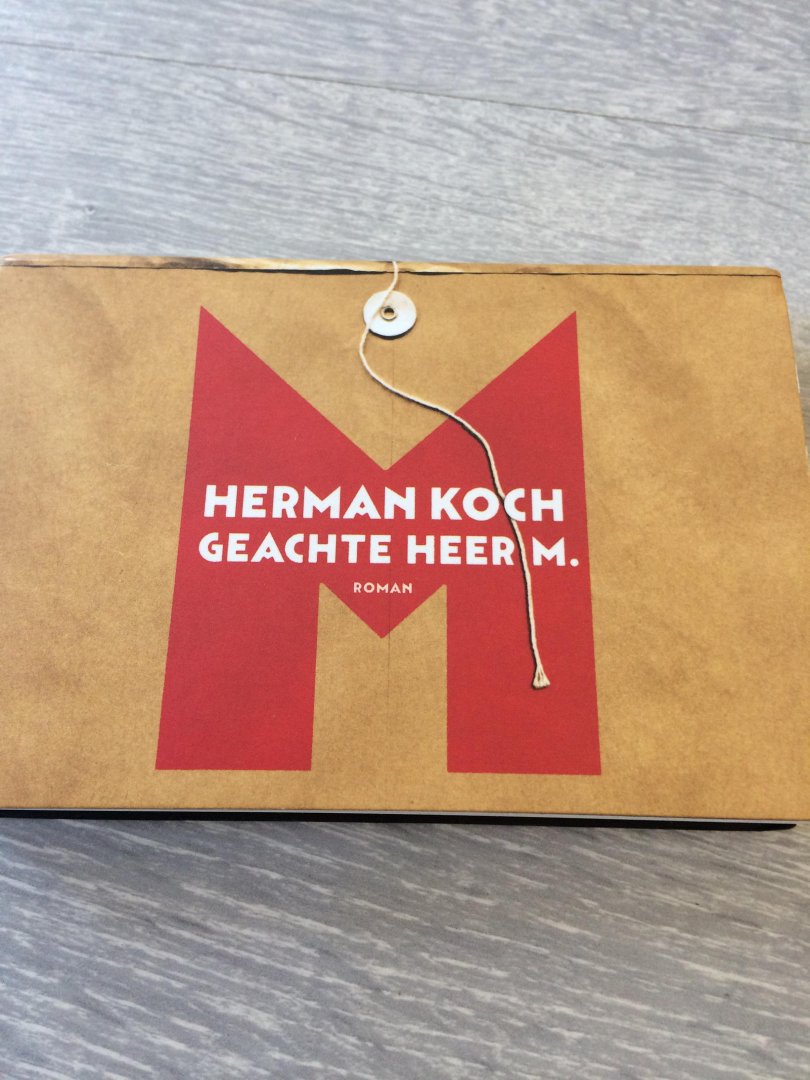 M
HERMAN KOCH
GEACHTE HEER M.
ROMAN